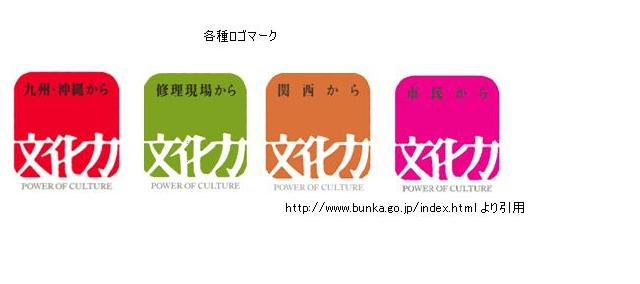 各種ロゴマーク
九州・沖縄から
文化力
POWER OF CULTURE
修理現場から
文化力
POWER OF CULTURE
関西から
文化力
POWER OF CULTURE
市民から
文化力
POWER OF CULTURE
http://www.bunka.go.jp/index.htmlより引用